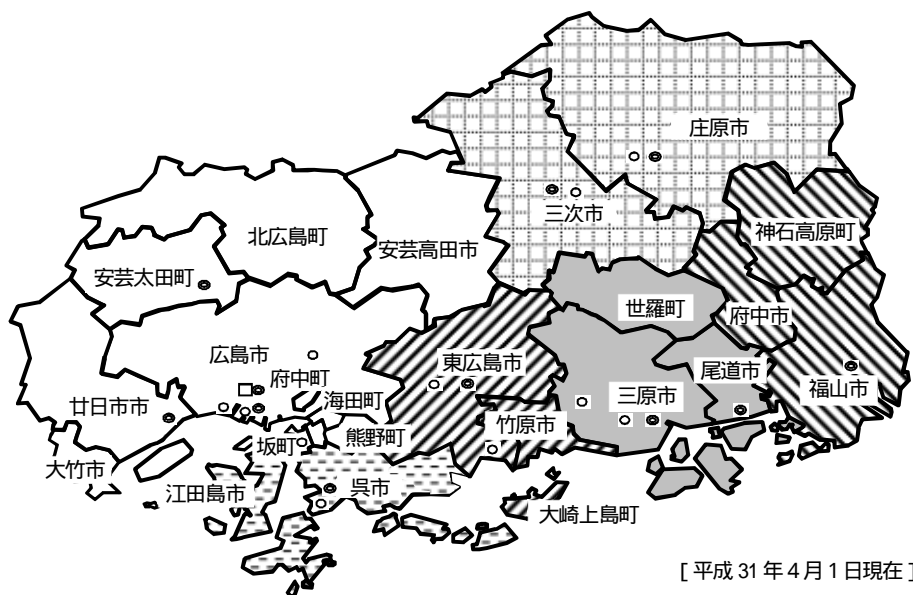 庄原市
三次市
神石高原町
北広島町
安芸高田市
安芸太田町
世羅町
府中市
広島市
東広島市
尾道市
府中町
三原市
福山市
廿日市市
海田町
竹原市
坂町
熊野町
大竹市
江田島市
呉市
大崎上島町
[平成31年4月1日現在]